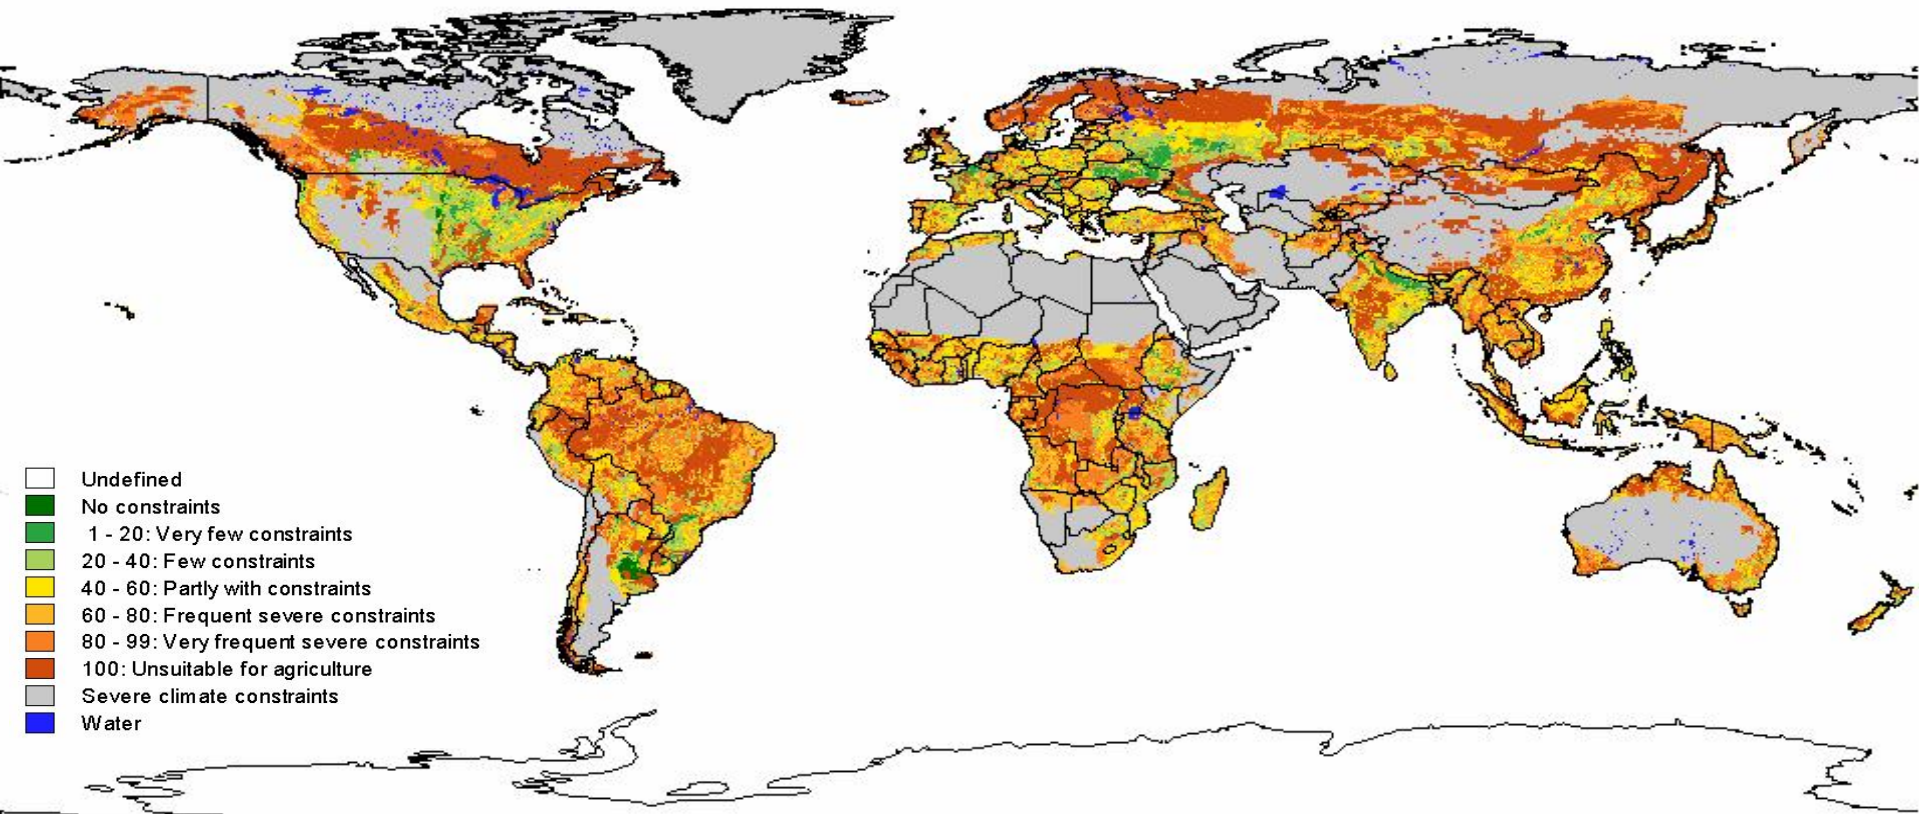 Undefined
No constraints
1 - 20: Very few constraints
20 - 40: Few constraints
40 - 60: Partly with constraints
60 - 80: Frequent severe constraints
80 - 99: Very frequent severe constraints
100: Unsuitable for agriculture
Severe climate constraints
Water